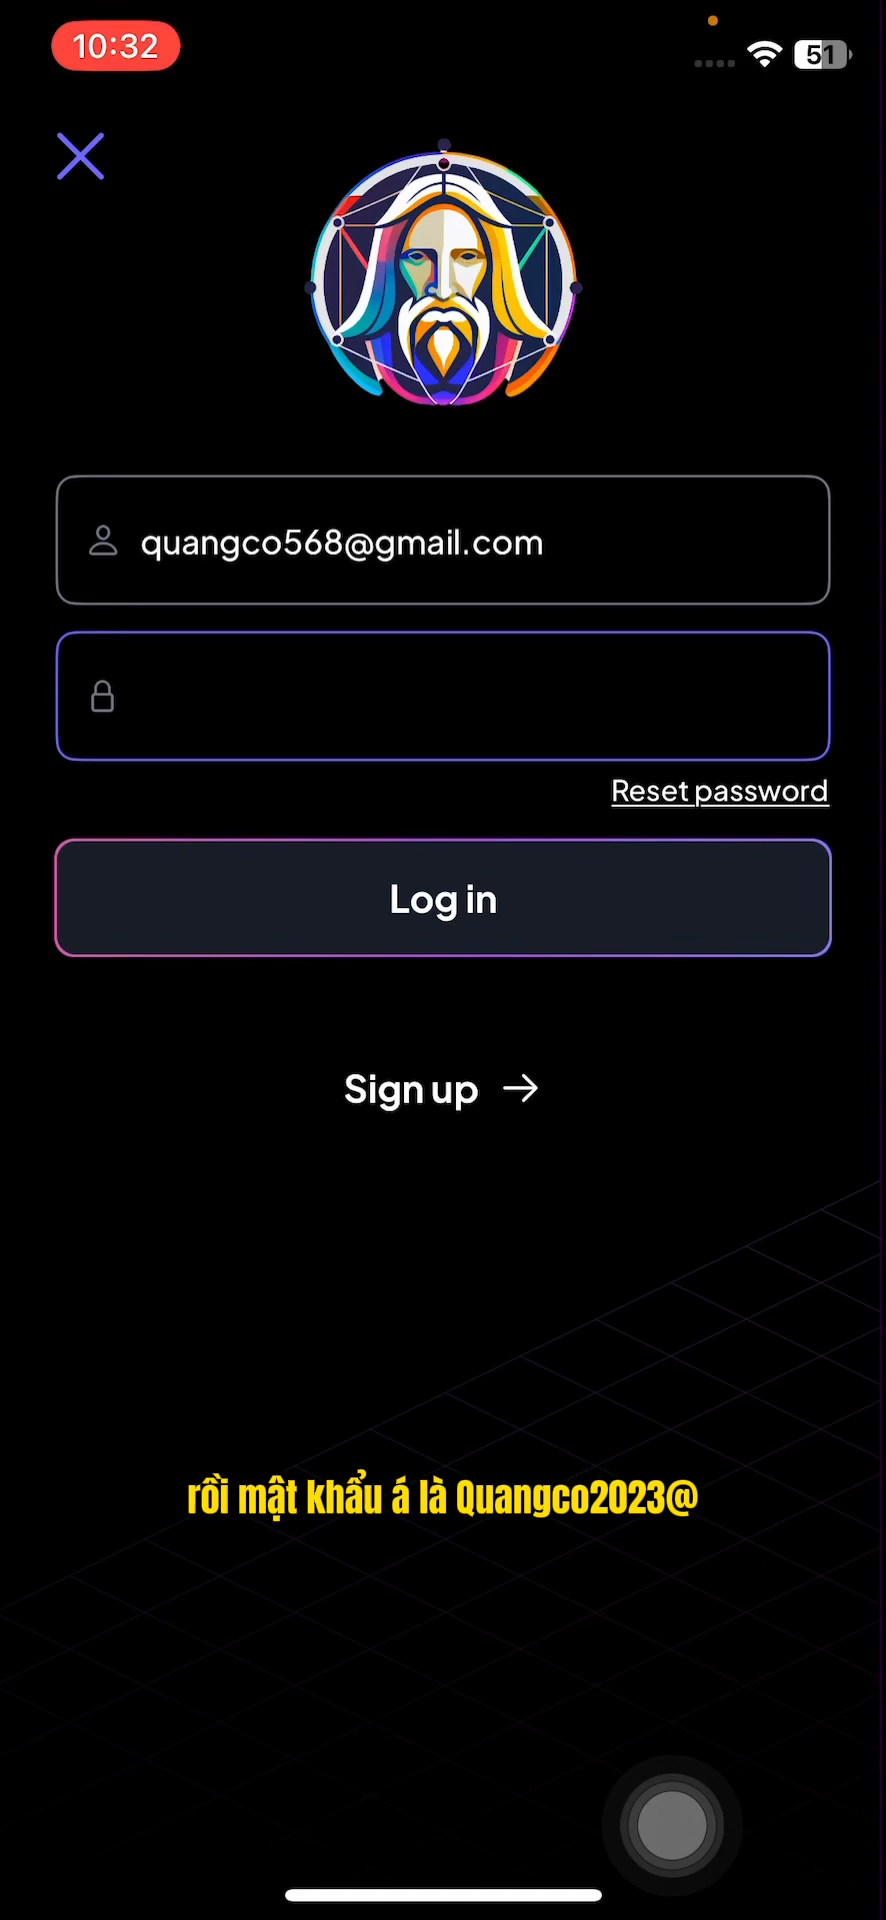 10:32
51
quangco568@gmail.com
Reset password
Log in
Sign up
rồi mật khẩu á là Quangco2023@